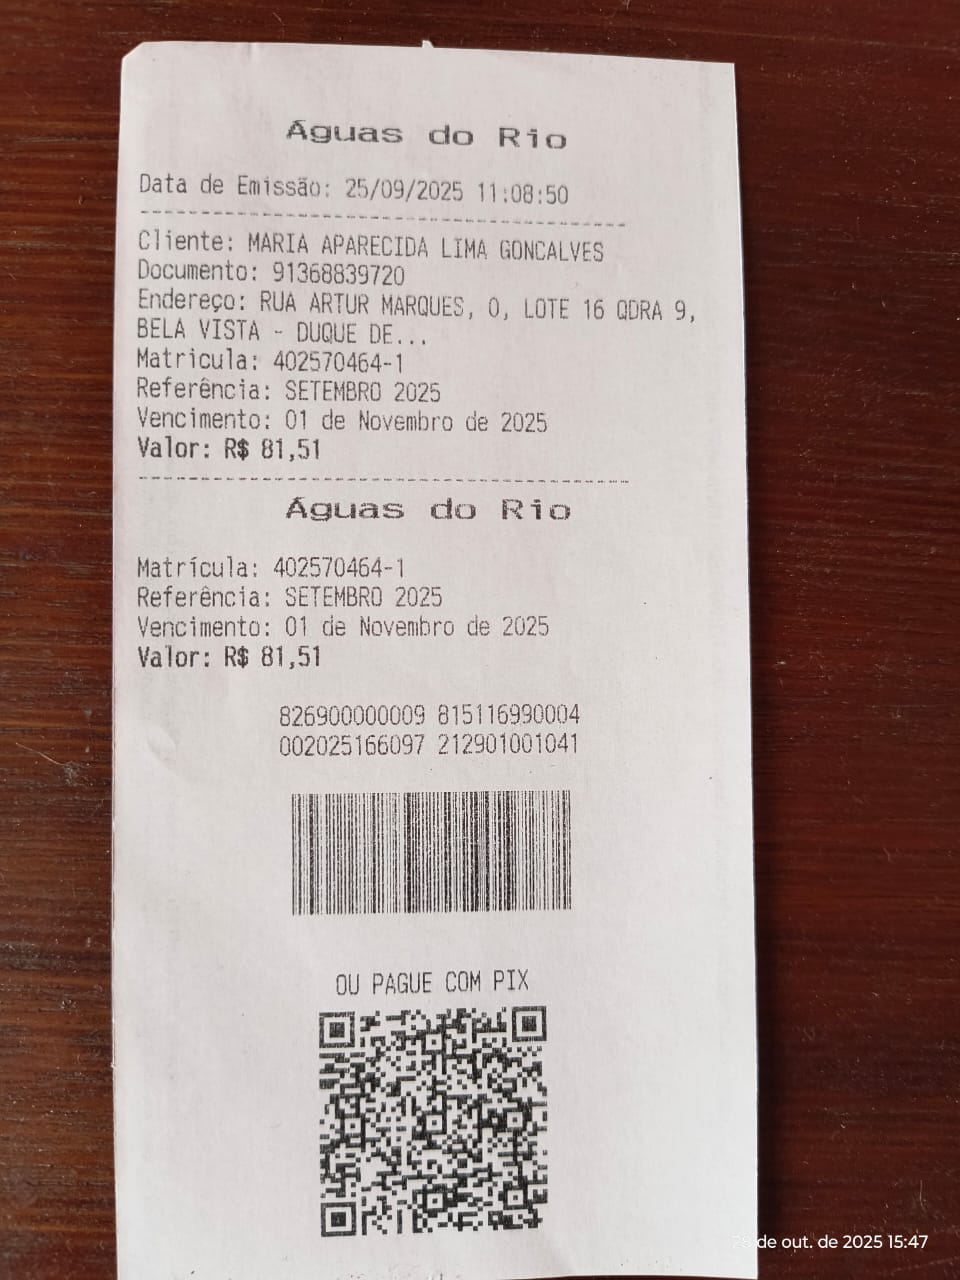 Águas do Rio
Data de Emissão: 25/09/2025 11:08:50
Cliente: MARIA APARECIDA LIMA GONCALVES
Documento: 91368839720
Endereço: RUA ARTUR MARQUES, 0, LOTE 16 QDRA 9,
BELA VISTA - DUQUE DE...
Matricula: 402570464-1
Referência: SETEMBRO 2025
Vencimento: 01 de Novembro de 2025
Valor: R$ 81,51
Águas do Rio
Matrícula: 402570464-1
Referência: SETEMBRO 2025
Vencimento: 01 de Novembro de 2025
Valor: R$ 81,51
826900000009 815116990004
002025166097 212901001041
OU PAGUE COM PIX
28 de out. de 2025 15:47